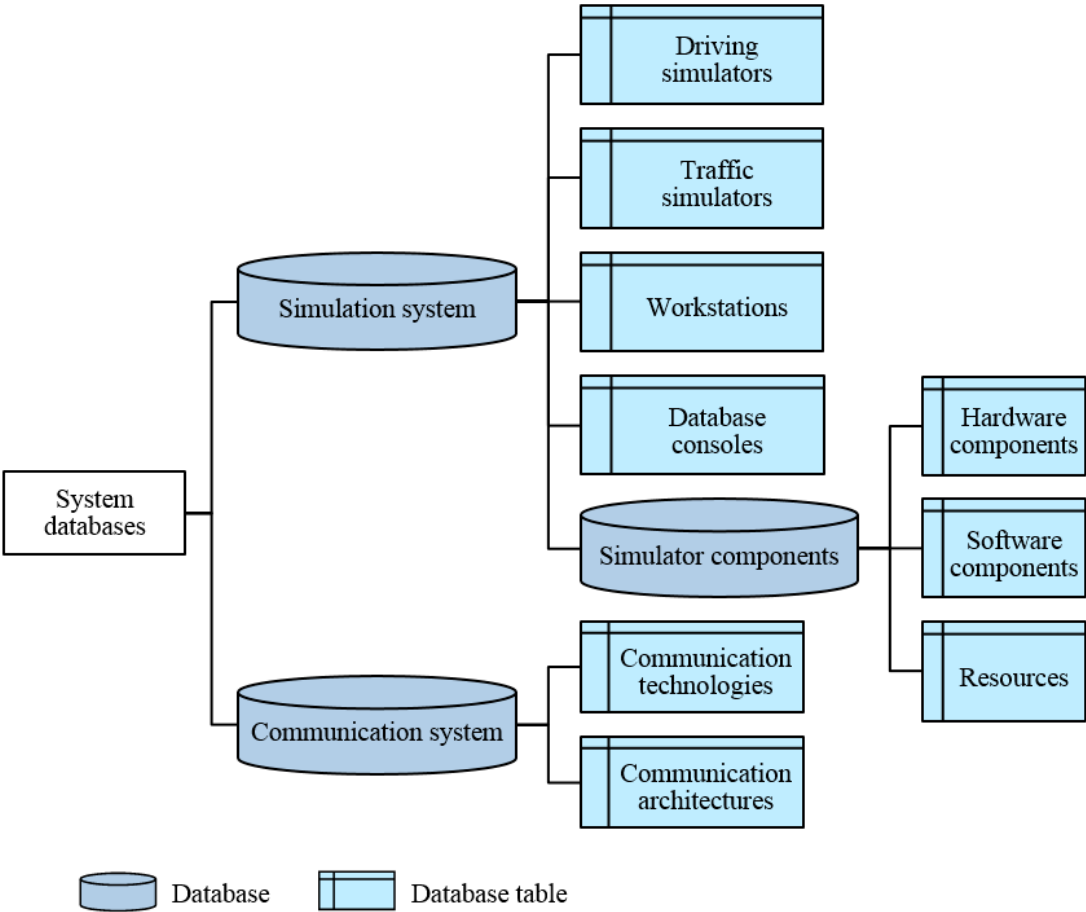 Driving
simulators
Traffic
simulators
Simulation system
Workstations
Database
consoles
Hardware
components
System
databases
Simulator components
Software
components
Communication
technologies
Resources
Communication system
Communication
architectures
Database
Database table